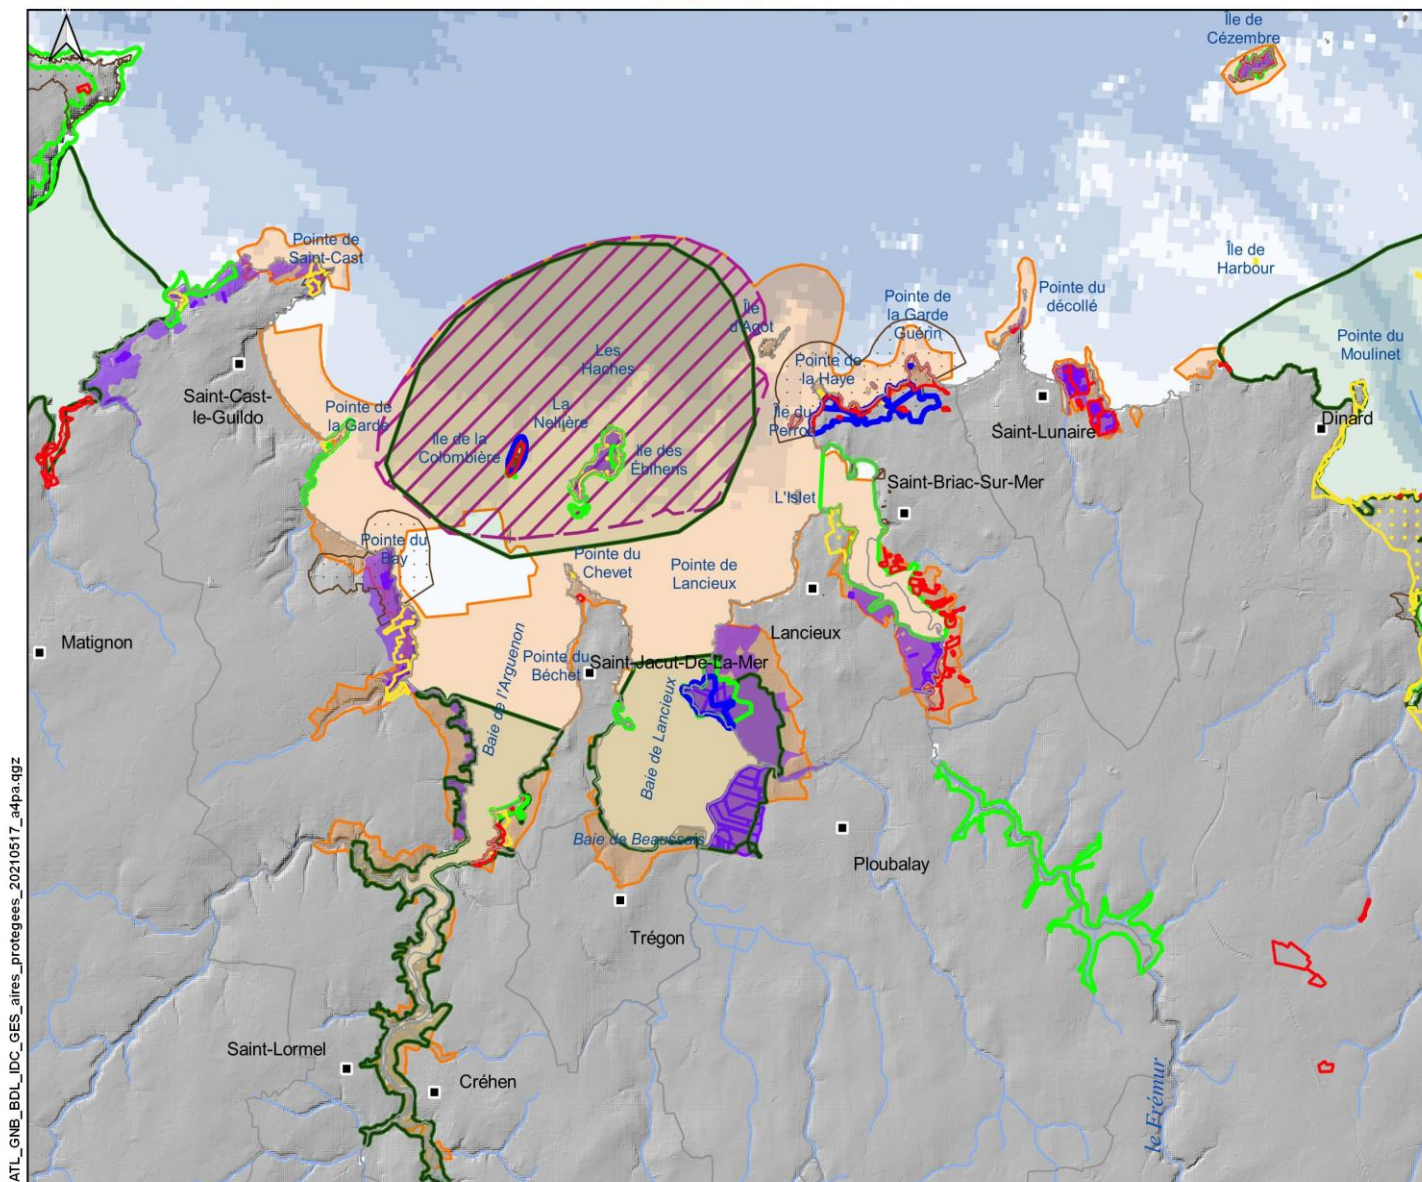 Île de
Cézembre
Pointe de
Saint-Cast
Île de
Harbour
Pointe de
la Garde
Guérin
Pointe du
décollé
Île
d'Agot
Pointe du
Moulinet
Les
Haches
Pointe de
la Haye
Saint-Cast-
le-Guildo
Pointe de
la Garde
La
Nellière
Île du
Perron
Dinard
Saint-Lunaire
Ile de la
Colombière
Ile des
Ébihens
L'Islet
Saint-Briac-Sur-Mer
Pointe du
Bay
Pointe du
Chevet
Pointe de
Lancieux
Matignon
Lancieux
Baie de l'Arguenon
Pointe du
Béchet
Saint-Jacut-De-La-Mer
Baie de Lancieux
Baie de Beaussais
Ploubalay
Trégon
Saint-Lormel
Créhen
le Frémur
ATL_GNB_BDL_IDC_GES_aires_protegees_20210517_a4pa.qgz